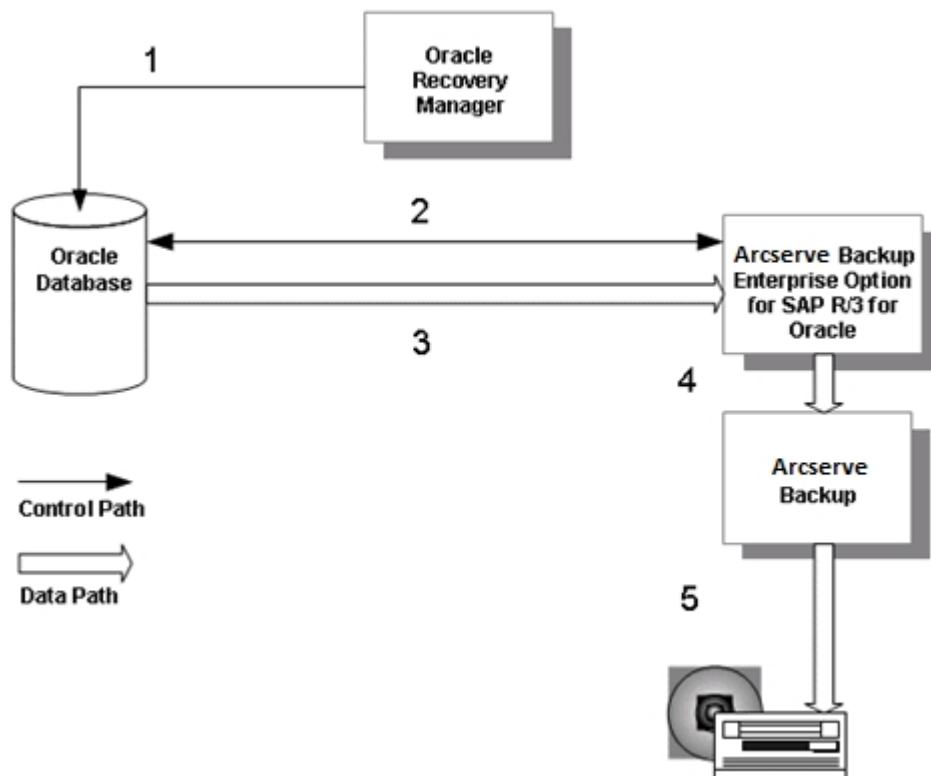 1
Oracle
Recovery
Manager
2
Oracle
Database
Arcserve Backup
Enterprise Option
for SAP R/3 for
Oracle
3
4
Arcserve
Backup
Control Path
Data Path
5